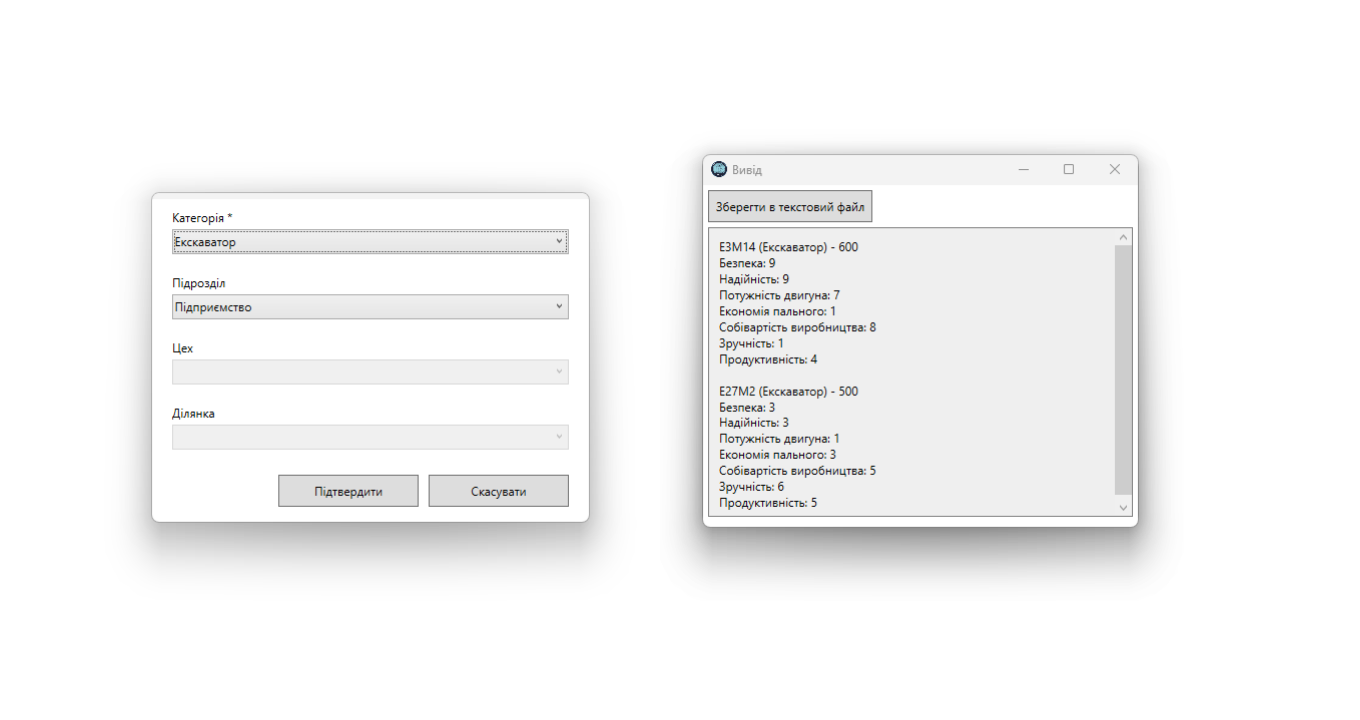 Категорія *
Екскаватор
Підрозділ
Підприємство
Цех
Ділянка
Підтвердити
Скасувати
Вивід
Зберегти в текстовий файл
E3M14 (Екскаватор) - 600
Безпека: 9
Надійність: 9
Потужність двигуна: 7
Економія пального: 1
Собівартість виробництва: 8
Зручність: 1
Продуктивність: 4
E27M2 (Екскаватор) - 500
Безпека: 3
Надійність: 3
Потужність двигуна: 1
Економія пального: 3
Собівартість виробництва: 5
Зручність: 6
Продуктивність: 5